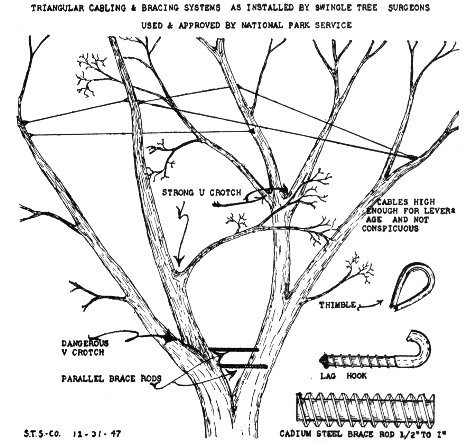 TRIANGULAR CABLING & BRACING SYSTEMS AS INSTALLED BY SWINGLE TREE SURGEONS
USED & APPROVED BY NATIONAL PARK SERVICE
STRONG U CROTCH
CABLES HIGH
ENOUGH FOR LEVER=
AGE AND NOT
CONSPICUOUS
THIMBLE
DANGEROUS
V CROTCH
PARALLEL BRACE RODS
LAG HOOK
S.T.S.-CO. 12-31-47
CADIUM STEEL BRACE ROD 1/2" TO 1"